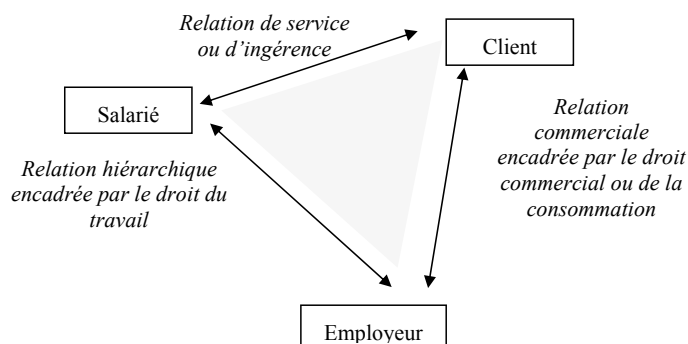 Relation de service
ou d'ingérence
Client
Salarié
Relation
commerciale
encadrée par le droit
commercial ou de la
consommation
Relation hiérarchique
encadrée par le droit du
travail
Employeur